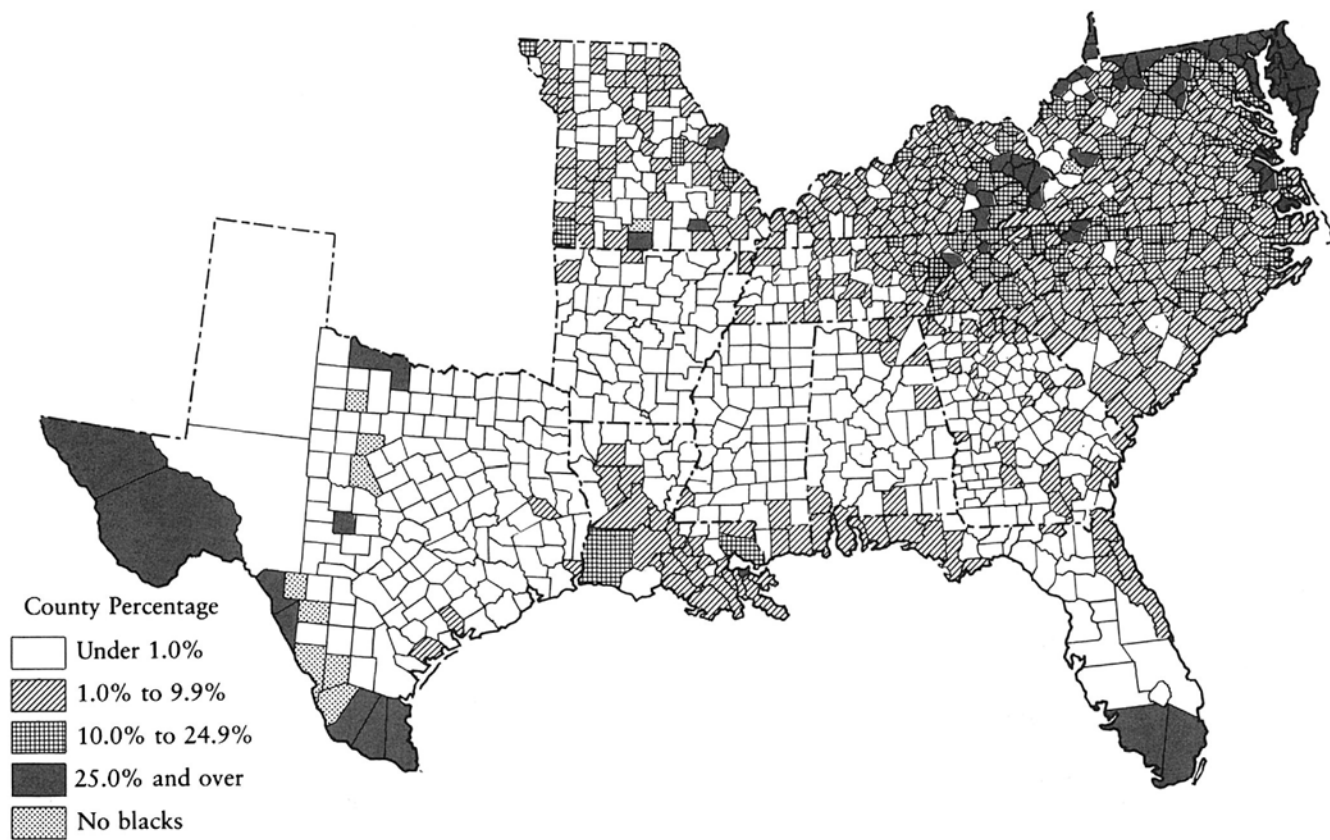 County Percentage
Under 1.0%
1.0% to 9.9%
10.0% to 24.9%
25.0% and over
No blacks